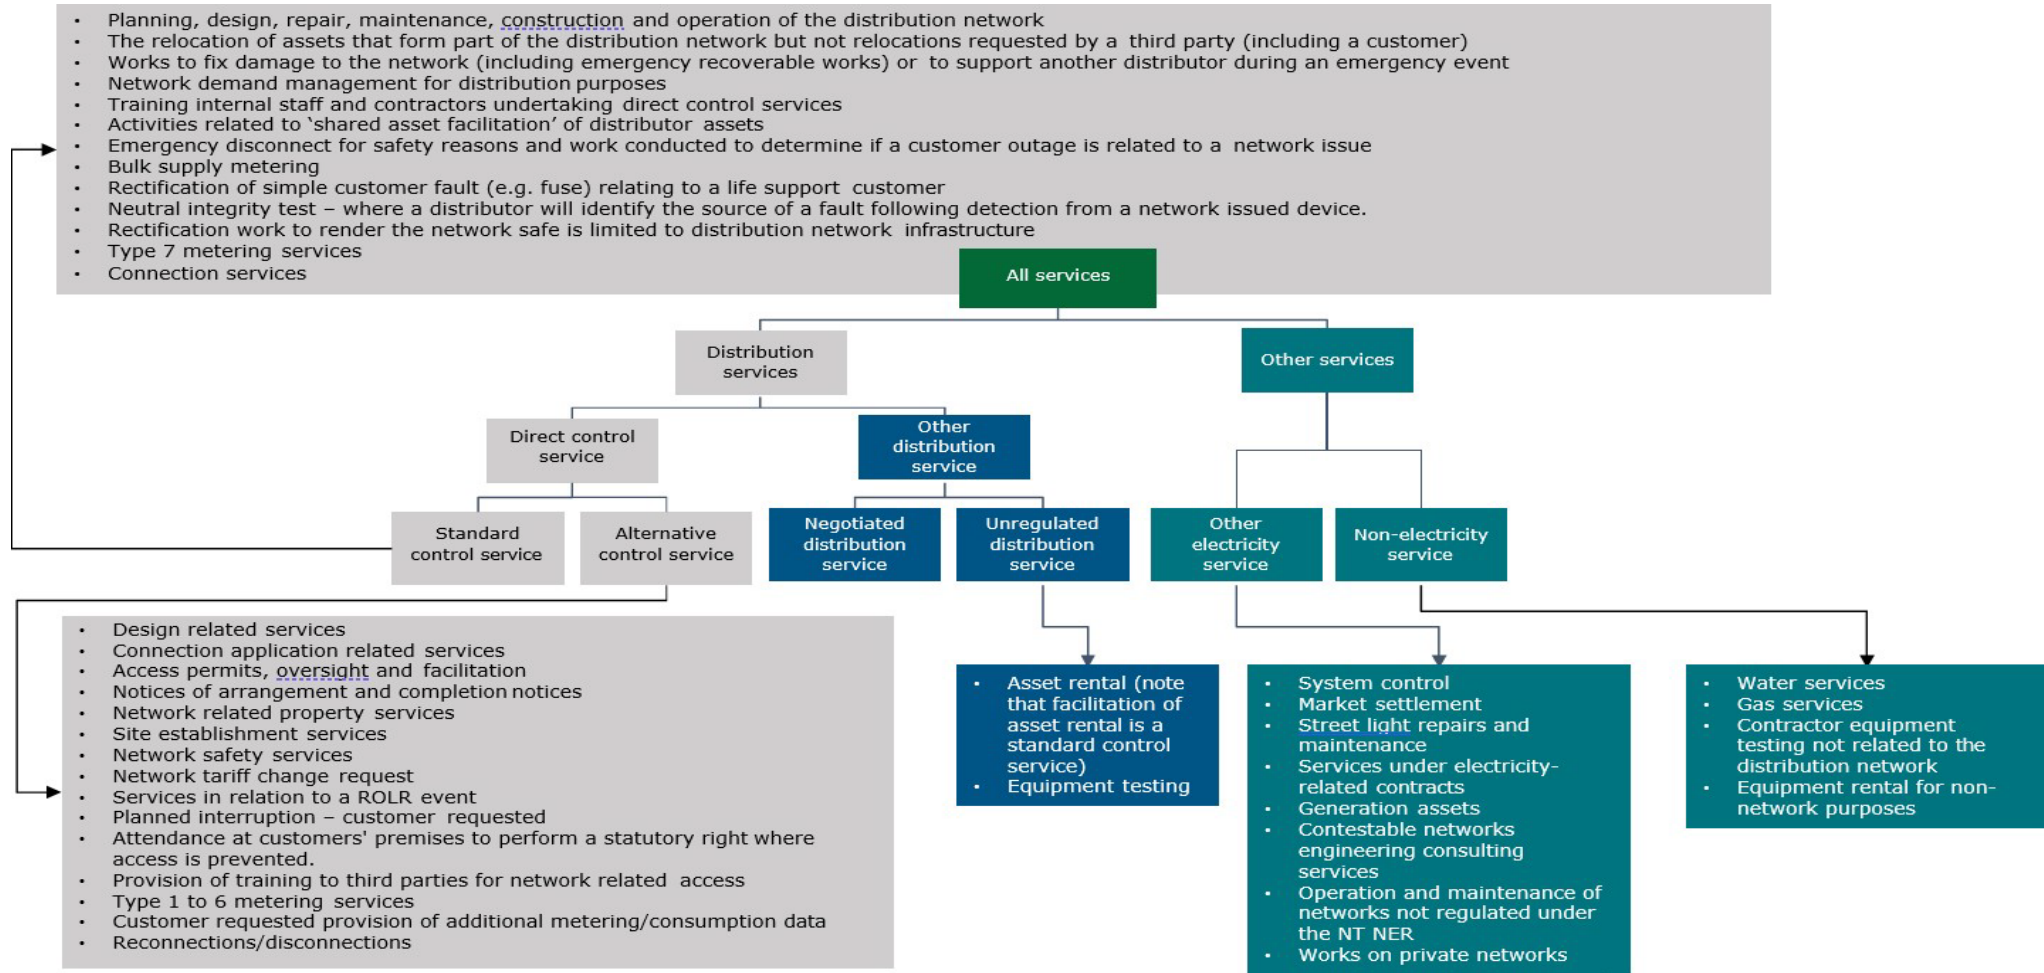 • Planning, design, repair, maintenance, construction and operation of the distribution network
• The relocation of assets that form part of the distribution network but not relocations requested by a third party (including a customer)
• Works to fix damage to the network (including emergency recoverable works) or to support another distributor during an emergency event
• Network demand management for distribution purposes
• Training internal staff and contractors undertaking direct control services
• Activities related to ‘shared asset facilitation’ of distributor assets
• Emergency disconnect for safety reasons and work conducted to determine if a customer outage is related to a network issue
• Bulk supply metering
• Rectification of simple customer fault (e.g. fuse) relating to a life support customer
• Neutral integrity test – where a distributor will identify the source of a fault following detection from a network issued device.
• Rectification work to render the network safe is limited to distribution network infrastructure
• Type 7 metering services
• Connection services
All services
Distribution
services
Other services
Direct control
service
Other
distribution
service
Standard
control service
Alternative
control service
Negotiated
distribution
service
Unregulated
distribution
service
Other
electricity
service
Non-electricity
service
• Design related services
• Connection application related services
• Access permits, oversight and facilitation
• Notices of arrangement and completion notices
• Network related property services
• Site establishment services
• Network safety services
• Network tariff change request
• Services in relation to a ROLR event
• Planned interruption – customer requested
• Attendance at customers' premises to perform a statutory right where
access is prevented.
• Provision of training to third parties for network related access
• Type 1 to 6 metering services
• Customer requested provision of additional metering/consumption data
• Reconnections/disconnections
• Asset rental (note
that facilitation of
asset rental is a
standard control
service)
• Equipment testing
• System control
• Market settlement
• Street light repairs and
maintenance
• Services under electricity-
related contracts
• Generation assets
• Contestable networks
engineering consulting
services
• Operation and maintenance of
networks not regulated under
the NT NER
• Works on private networks
• Water services
• Gas services
• Contractor equipment
testing not related to the
distribution network
• Equipment rental for non-
network purposes